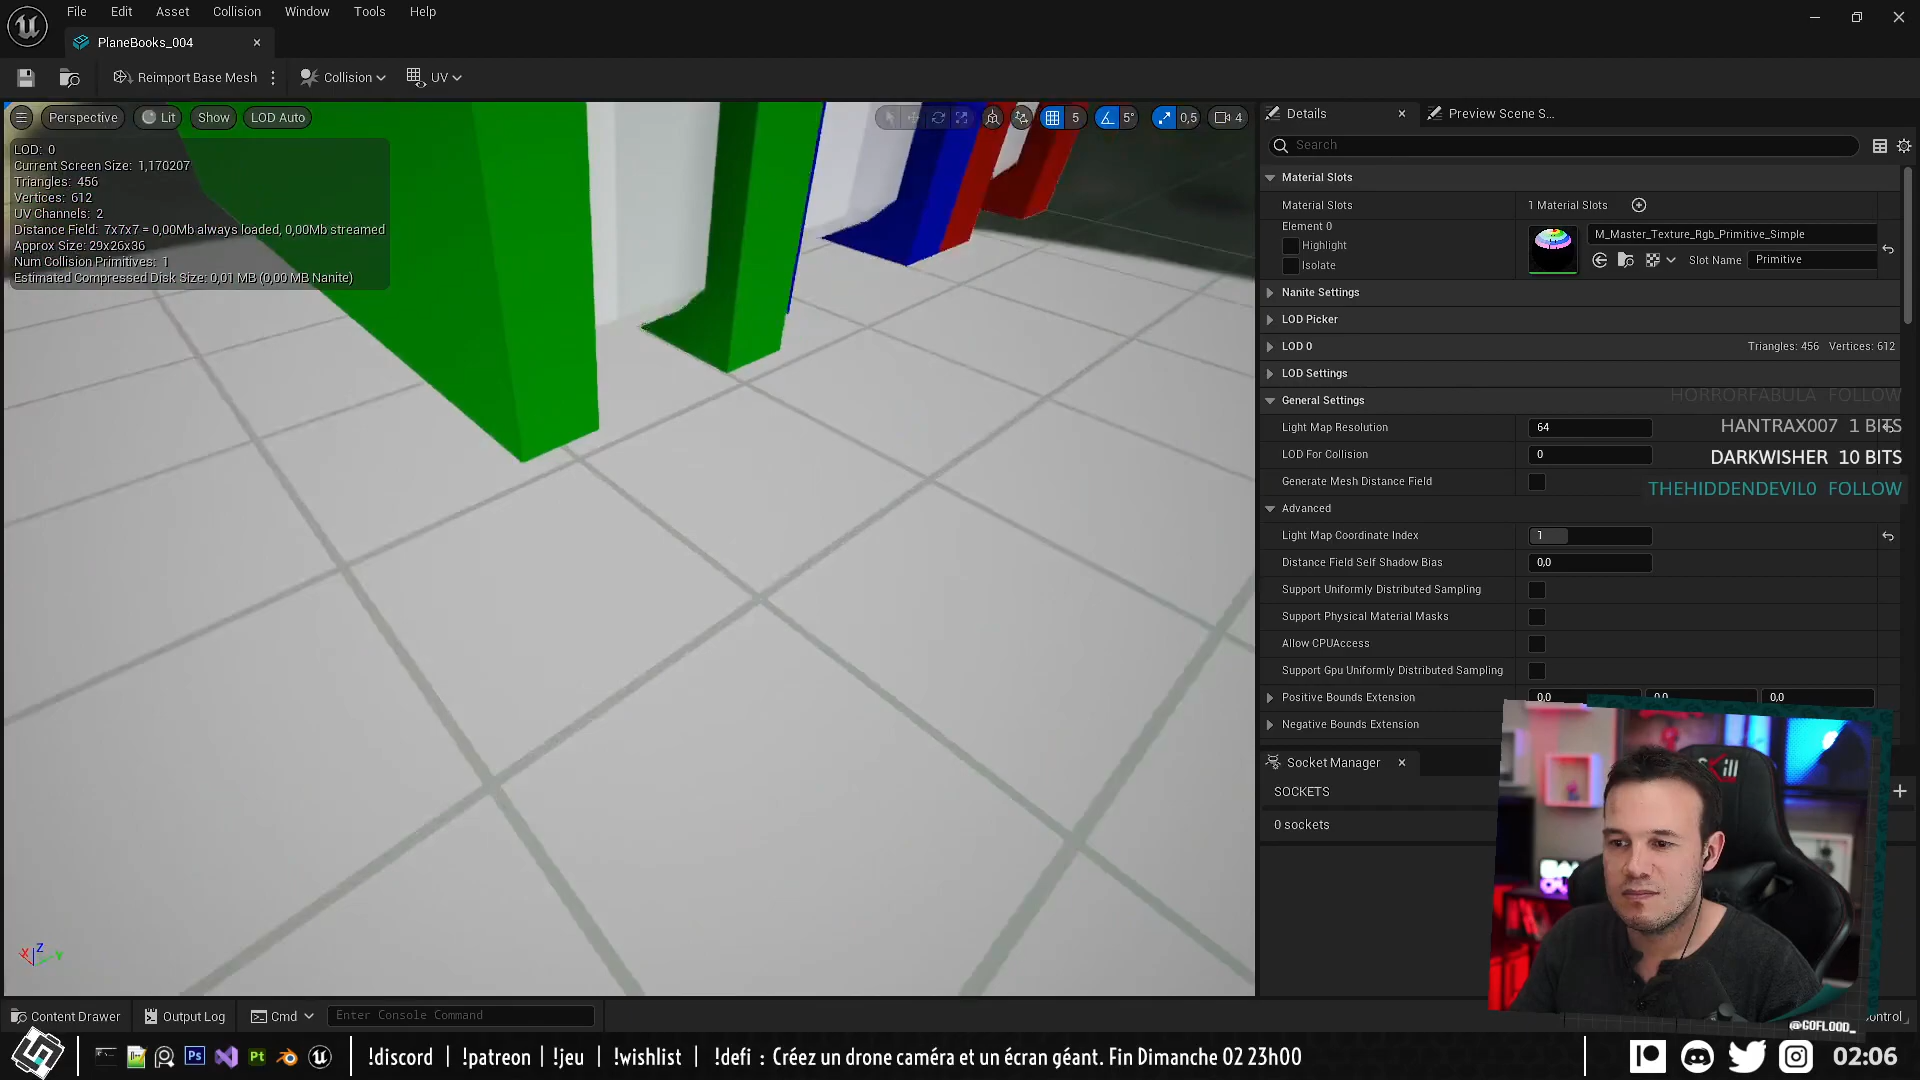 File Edit Asset Collision Window Tools Help
PlaneBooks_004
Reimport Base Mesh Collision UV
Perspective Lit Show LOD Auto
5 5° 0,5 4
LOD: 0
Current Screen Size: 1,170207
Triangles: 456
Vertices: 612
UV Channels: 2
Distance Field: 7x7x7 = 0,00Mb always loaded, 0,00Mb streamed
Approx Size: 29x26x36
Num Collision Primitives: 1
Estimated Compressed Disk Size: 0,01 MB (0,00 MB Nanite)
X Z Y
Details Preview Scene S...
Search
Material Slots
Material Slots 1 Material Slots
Element 0
Highlight
Isolate
M_Master_Texture_Rgb_Primitive_Simple
Slot Name Primitive
Nanite Settings
LOD Picker
LOD 0 Triangles: 456 Vertices: 612
LOD Settings
HORRORFABULA FOLLOW
General Settings
Light Map Resolution 64
HANTRAX007 1 BITS
LOD For Collision 0
DARKWISHER 10 BITS
Generate Mesh Distance Field
THEHIDDENDEVIL0 FOLLOW
Advanced
Light Map Coordinate Index 1
Distance Field Self Shadow Bias 0,0
Support Uniformly Distributed Sampling
Support Physical Material Masks
Allow CPUAccess
Support Gpu Uniformly Distributed Sampling
Positive Bounds Extension 0,0 0,0 0,0
Negative Bounds Extension
Socket Manager
SOCKETS
0 sockets
@GOFLOOD_
Content Drawer Output Log Cmd Enter Console Command
Ps Pt
!discord | !patreon | !jeu | !wishlist | !defi : Créez un drone caméra et un écran géant. Fin Dimanche 02 23h00
02:06